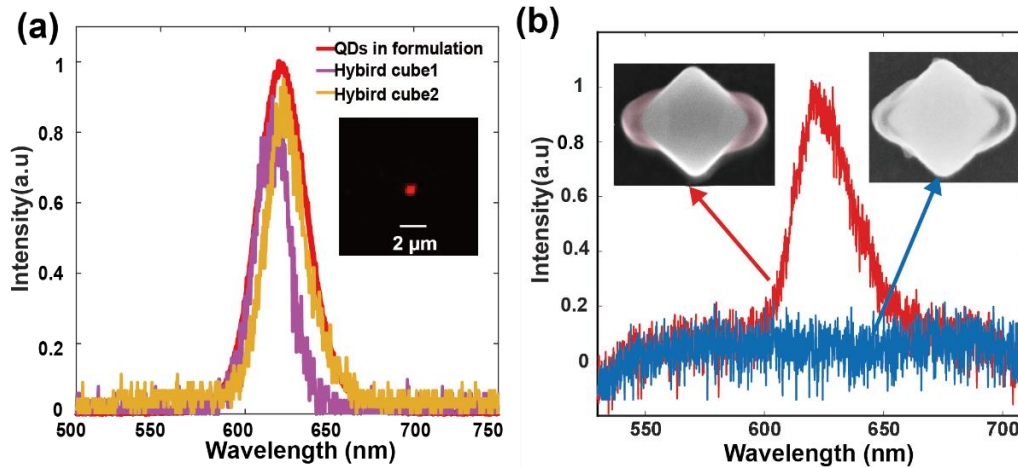 (a)
QDs in formulation
Hybird cube1
Hybird cube2
2 μm
Intensity(a.u)
1
0.8
0.6
0.4
0.2
0
500 550 600 650 700 750
Wavelength (nm)
(b)
Intensity(a.u)
1
0.8
0.6
0.4
0.2
0
550 600 650 700
Wavelength (nm)